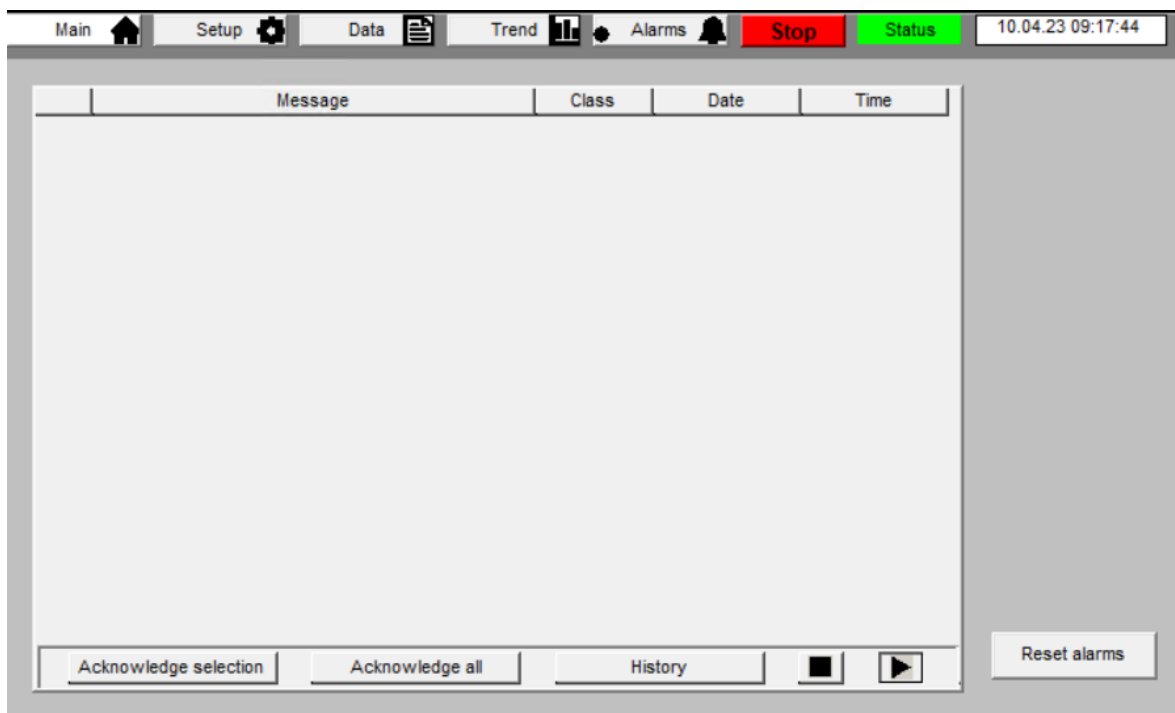 Main Setup Data Trend Alarms Stop Status 10.04.23 09:17:44
Message Class Date Time
Acknowledge selection Acknowledge all History
Reset alarms